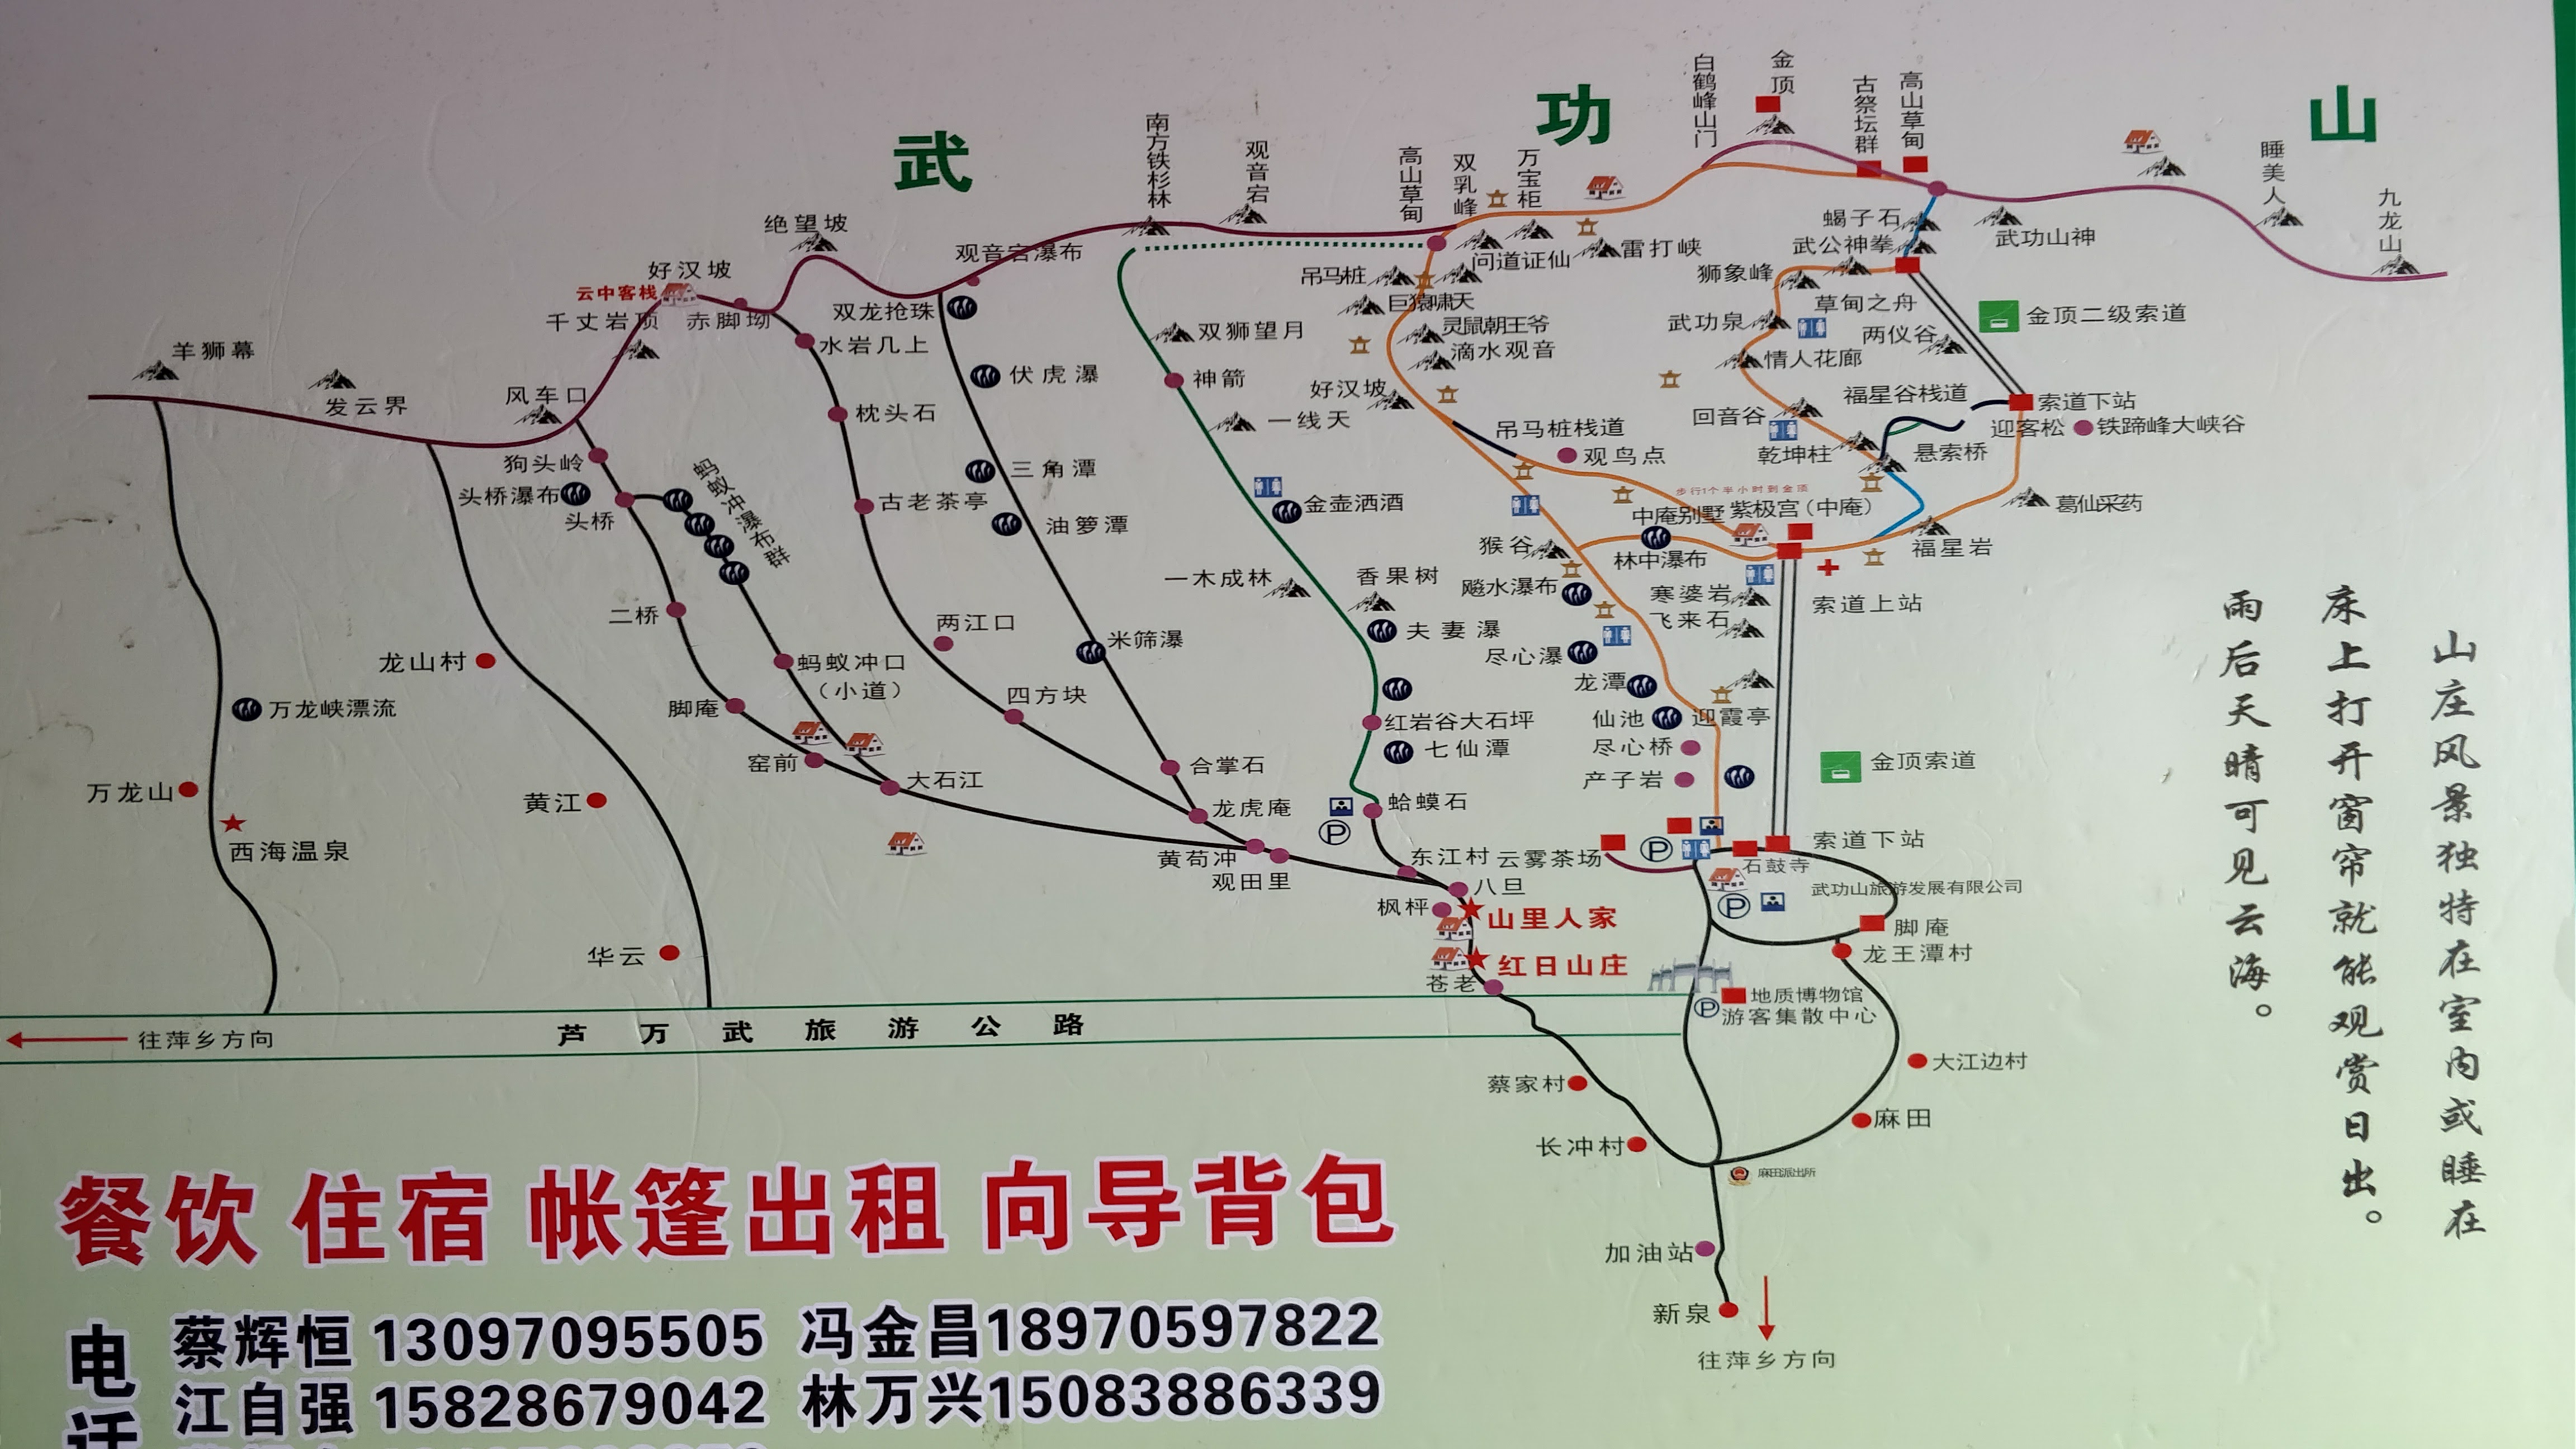 武 功 山
白鹤峰山门
金顶
古祭坛群
高山草甸
南方铁杉林
观音宕
高山草甸
双乳峰
万宝柜
睡美人
九龙山
绝望坡
观音宕瀑布
好汉坡
云中客栈
千丈岩顶
赤脚坳
双龙抢珠
水岩几上
羊狮幕
发云界
风车口
伏虎瀑
枕头石
狗头岭
头桥瀑布
头桥
蚂蚁冲瀑布群
三角潭
古老茶亭
油箩潭
二桥
两江口
米筛瀑
龙山村
蚂蚁冲口
（小道）
万龙峡漂流
脚庵
四方块
窑前
大石江
合掌石
龙虎庵
万龙山
黄江
西海温泉
黄荀冲
观田里
华云
双狮望月
神箭
一线天
金壶洒酒
一木成林
香果树
夫妻瀑
红岩谷大石坪
七仙潭
蛤蟆石
P
东江村
云雾茶场
八旦
枫枰
山里人家
红日山庄
苍老
问道证仙
雷打峡
吊马桩
巨猿啸天
灵鼠朝王爷
滴水观音
好汉坡
吊马桩栈道
观鸟点
步行1个半小时到金顶
中庵别墅
紫极宫（中庵）
猴谷
林中瀑布
飚水瀑布
寒婆岩
飞来石
索道上站
尽心瀑
龙潭
仙池
迎霞亭
尽心桥
产子岩
金顶索道
蝎子石
武公神拳
武功山神
狮象峰
草甸之舟
武功泉
两仪谷
金顶二级索道
情人花廊
福星谷栈道
索道下站
回音谷
迎客松
铁蹄峰大峡谷
乾坤柱
悬索桥
葛仙采药
福星岩
P
索道下站
石鼓寺
武功山旅游发展有限公司
P
脚庵
龙王潭村
地质博物馆
P
游客集散中心
大江边村
蔡家村
麻田
长冲村
麻田派出所
加油站
新泉
往萍乡方向
往萍乡方向
芦万武旅游公路
山庄风景独特在室内或睡在
床上打开窗帘就能观赏日出。
雨后天晴可见云海。
餐饮 住宿 帐篷出租 向导背包
电话
蔡辉恒 13097095505 冯金昌18970597822
江自强 15828679042 林万兴15083886339